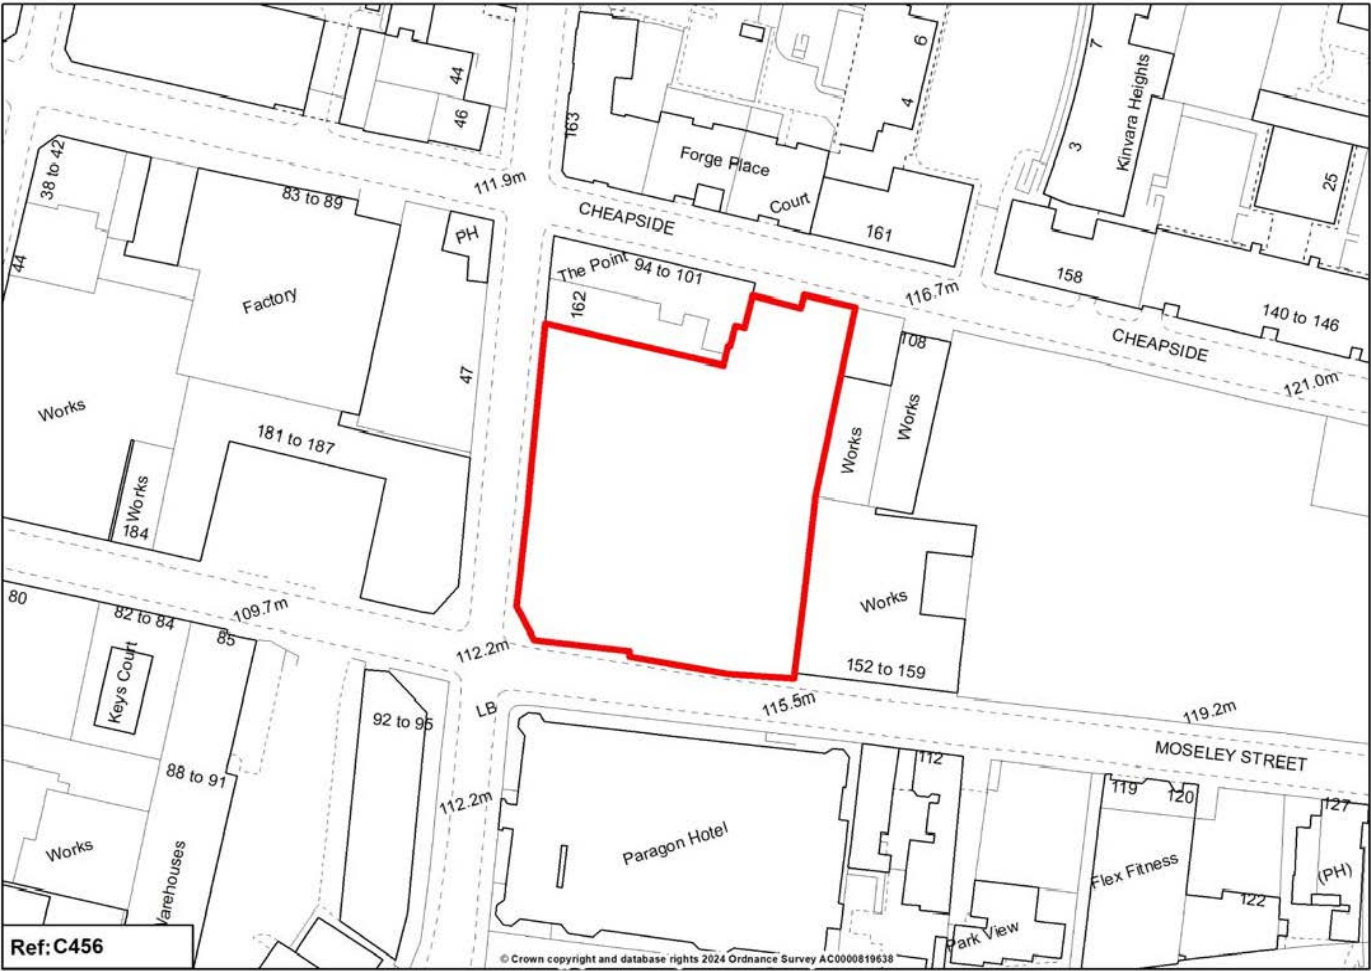 44
46
163
6
4
7
3
Kinvara Heights
25
38 to 42
44
83 to 89
111.9m
PH
Forge Place
Court
CHEAPSIDE
161
158
116.7m
140 to 146
CHEAPSIDE
121.0m
The Point
94 to 101
162
108
Factory
47
Works
Works
Works
181 to 187
Works
184
80
82 to 84
85
109.7m
Keys Court
112.2m
Works
152 to 159
115.5m
119.2m
MOSELEY STREET
LB
92 to 95
88 to 91
112.2m
Paragon Hotel
112
119
120
127
Works
Flex Fitness
(PH)
122
Park View
Ref:C456
© Crown copyright and database rights 2024 Ordnance Survey AC0000819638